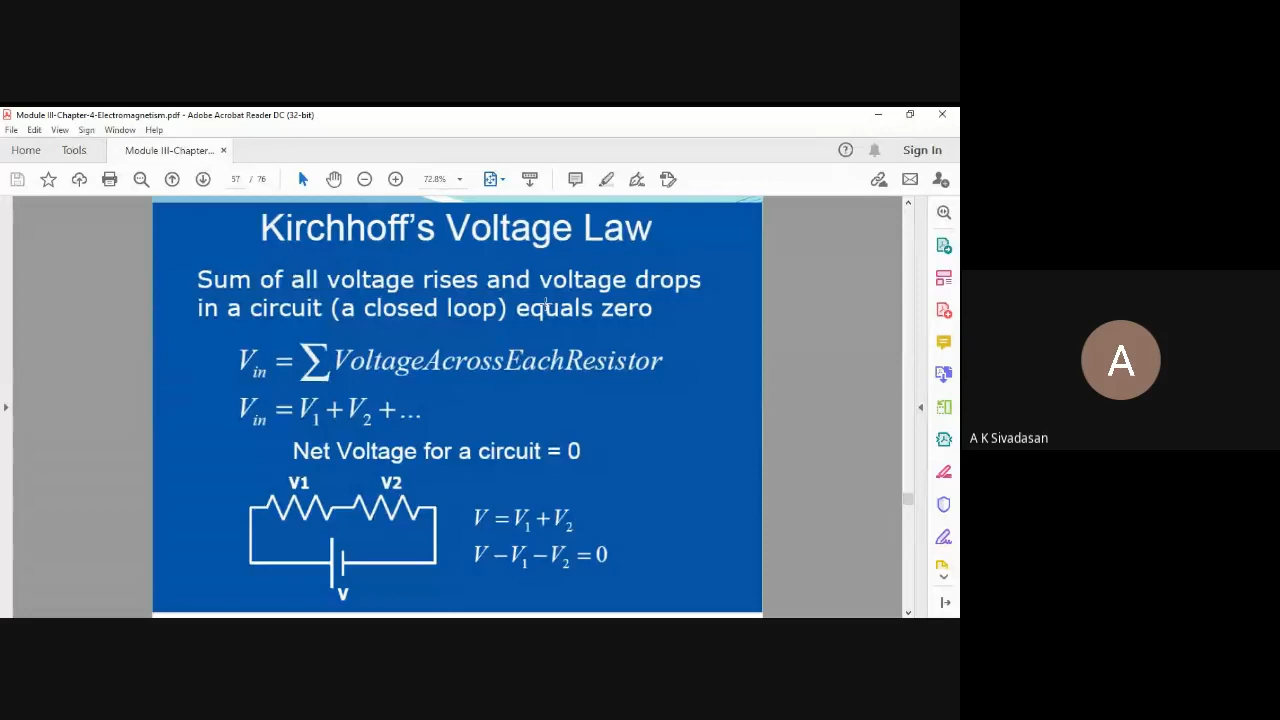 Module III-Chapter-4-Electromagnetism.pdf - Adobe Acrobat Reader DC (32-bit)
File Edit View Sign Window Help
Home Tools Module III-Chapter... × Sign In
57 / 76 72.8%
Kirchhoff's Voltage Law
Sum of all voltage rises and voltage drops
in a circuit (a closed loop) equals zero
V_in = ∑ VoltageAcrossEachResistor
V_in = V_1 + V_2 + ...
Net Voltage for a circuit = 0
V1 V2
V = V_1 + V_2
V − V_1 − V_2 = 0
V
A
A K Sivadasan